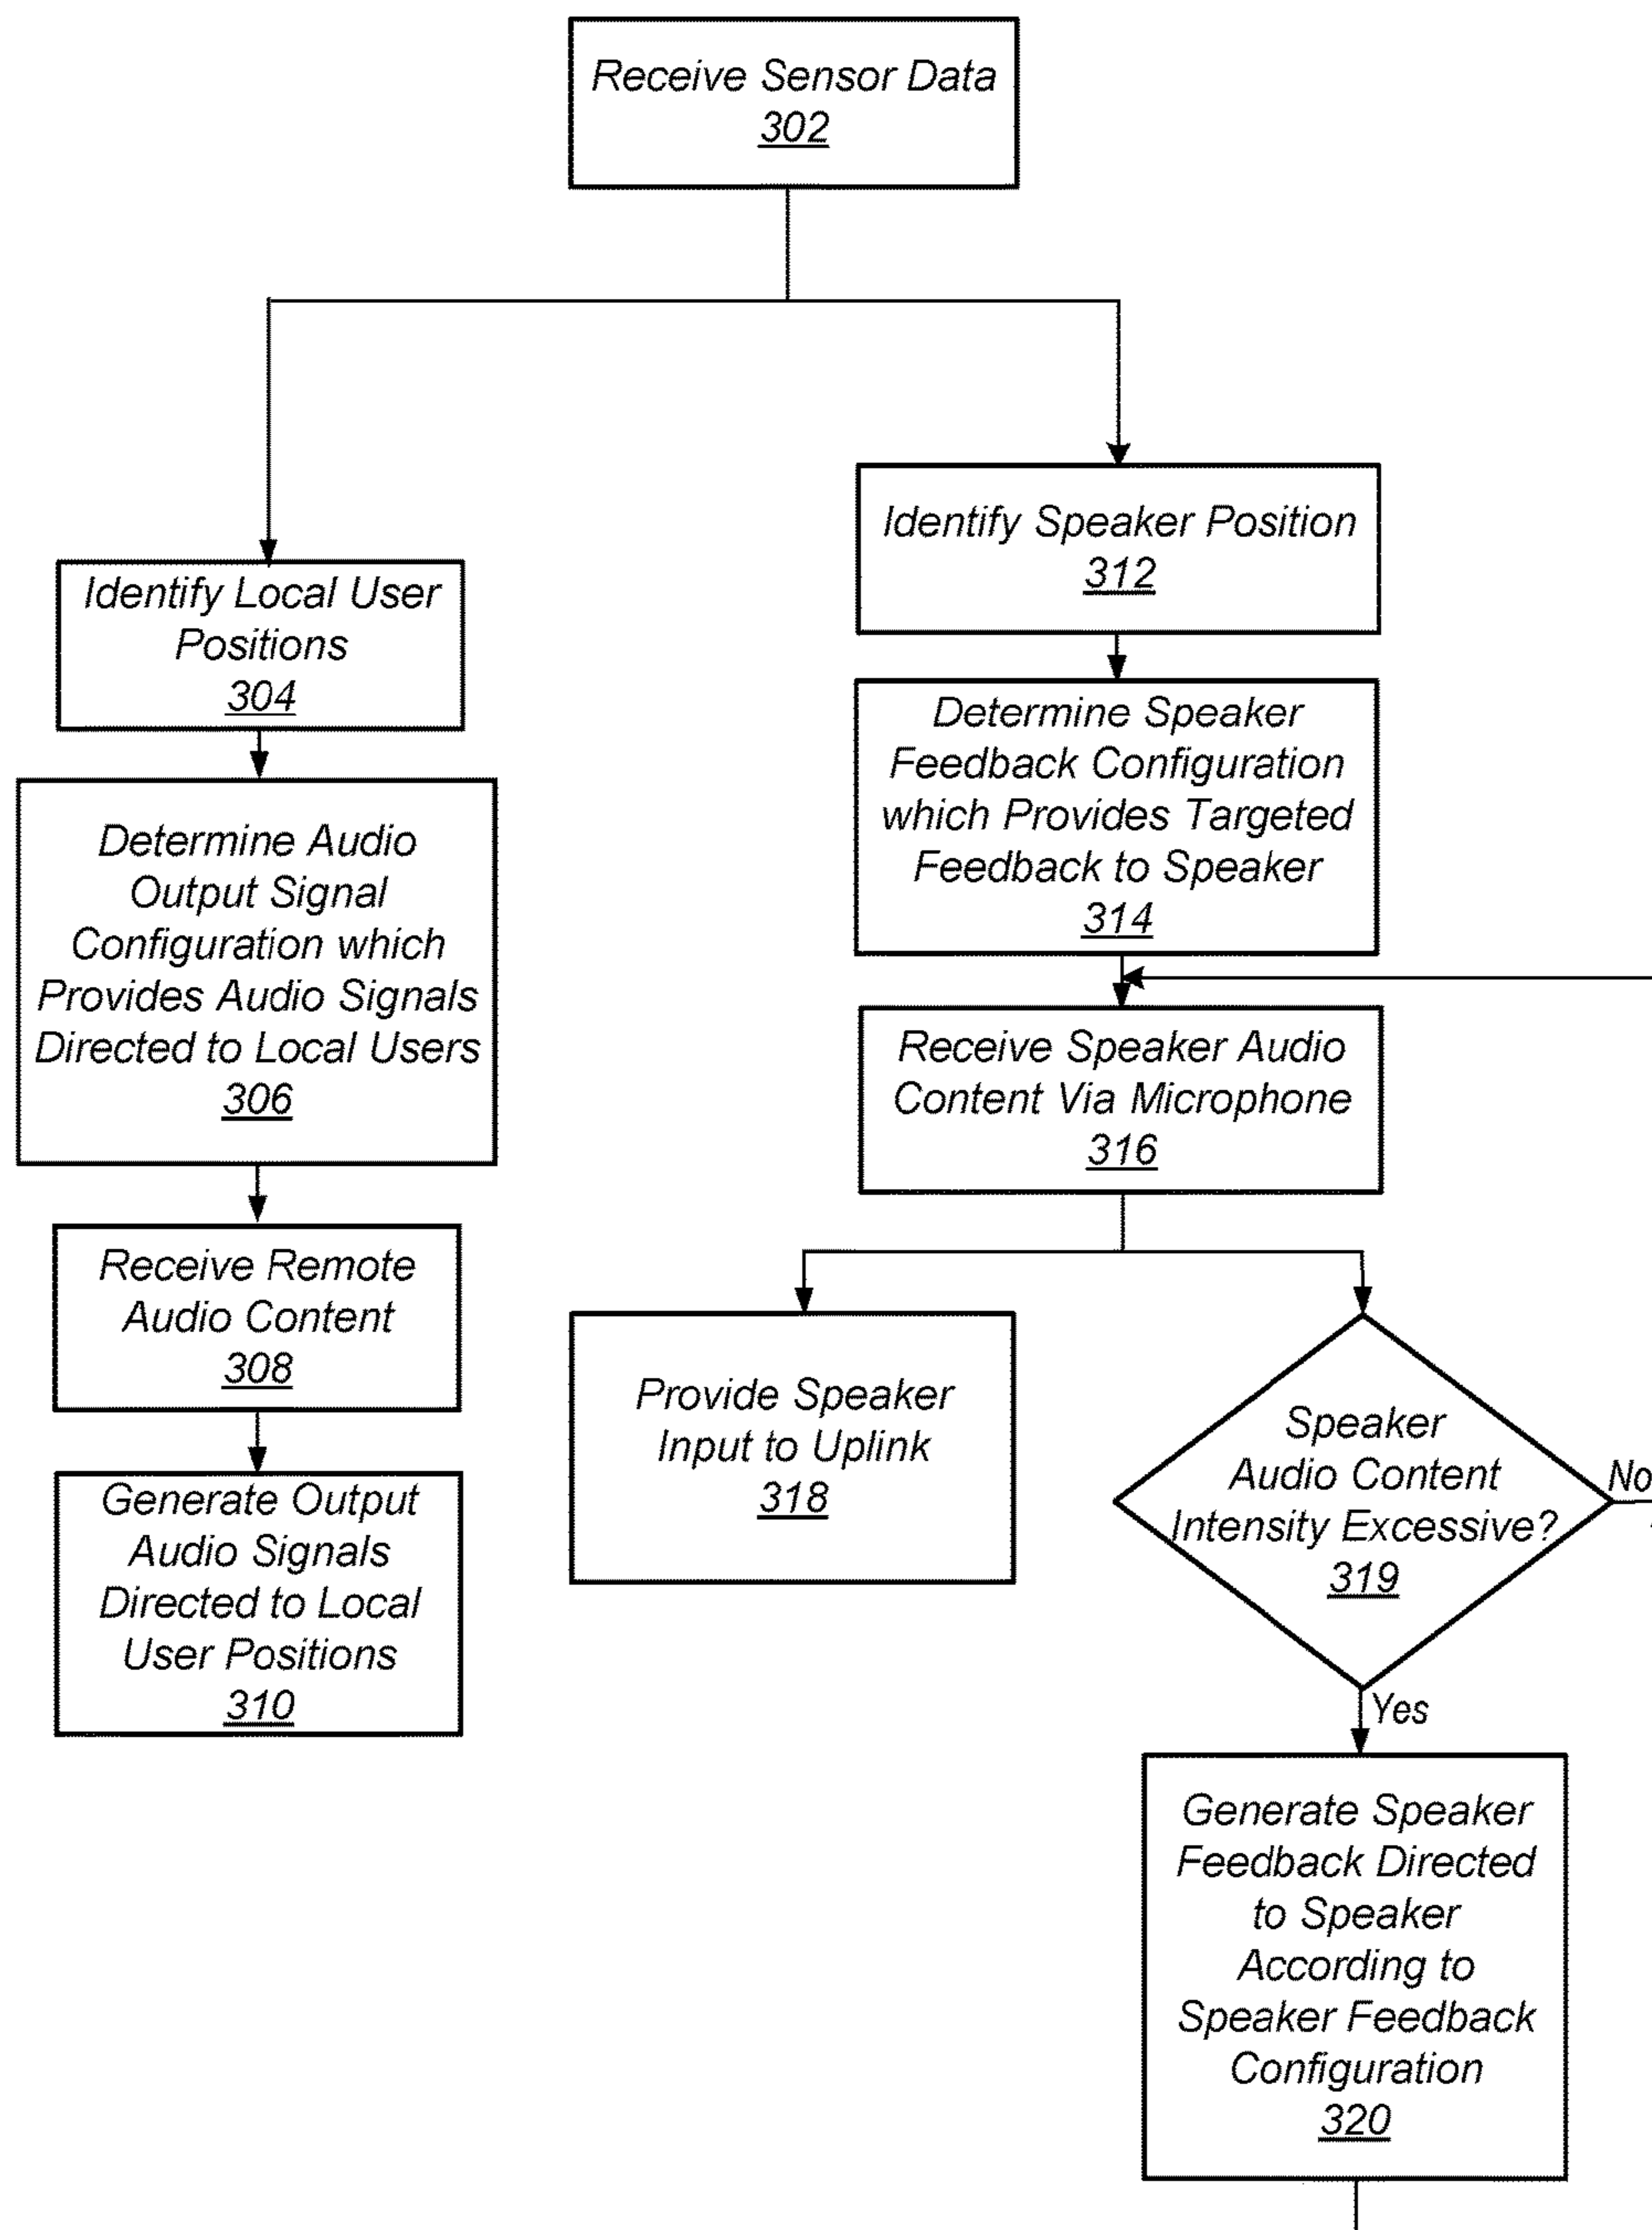 Receive Sensor Data
302
Identify Local User
Positions
304
Determine Audio
Output Signal
Configuration which
Provides Audio Signals
Directed to Local Users
306
Receive Remote
Audio Content
308
Generate Output
Audio Signals
Directed to Local
User Positions
310
Identify Speaker Position
312
Determine Speaker
Feedback Configuration
which Provides Targeted
Feedback to Speaker
314
Receive Speaker Audio
Content Via Microphone
316
Provide Speaker
Input to Uplink
318
Speaker
Audio Content
Intensity Excessive?
319
No
Yes
Generate Speaker
Feedback Directed
to Speaker
According to
Speaker Feedback
Configuration
320